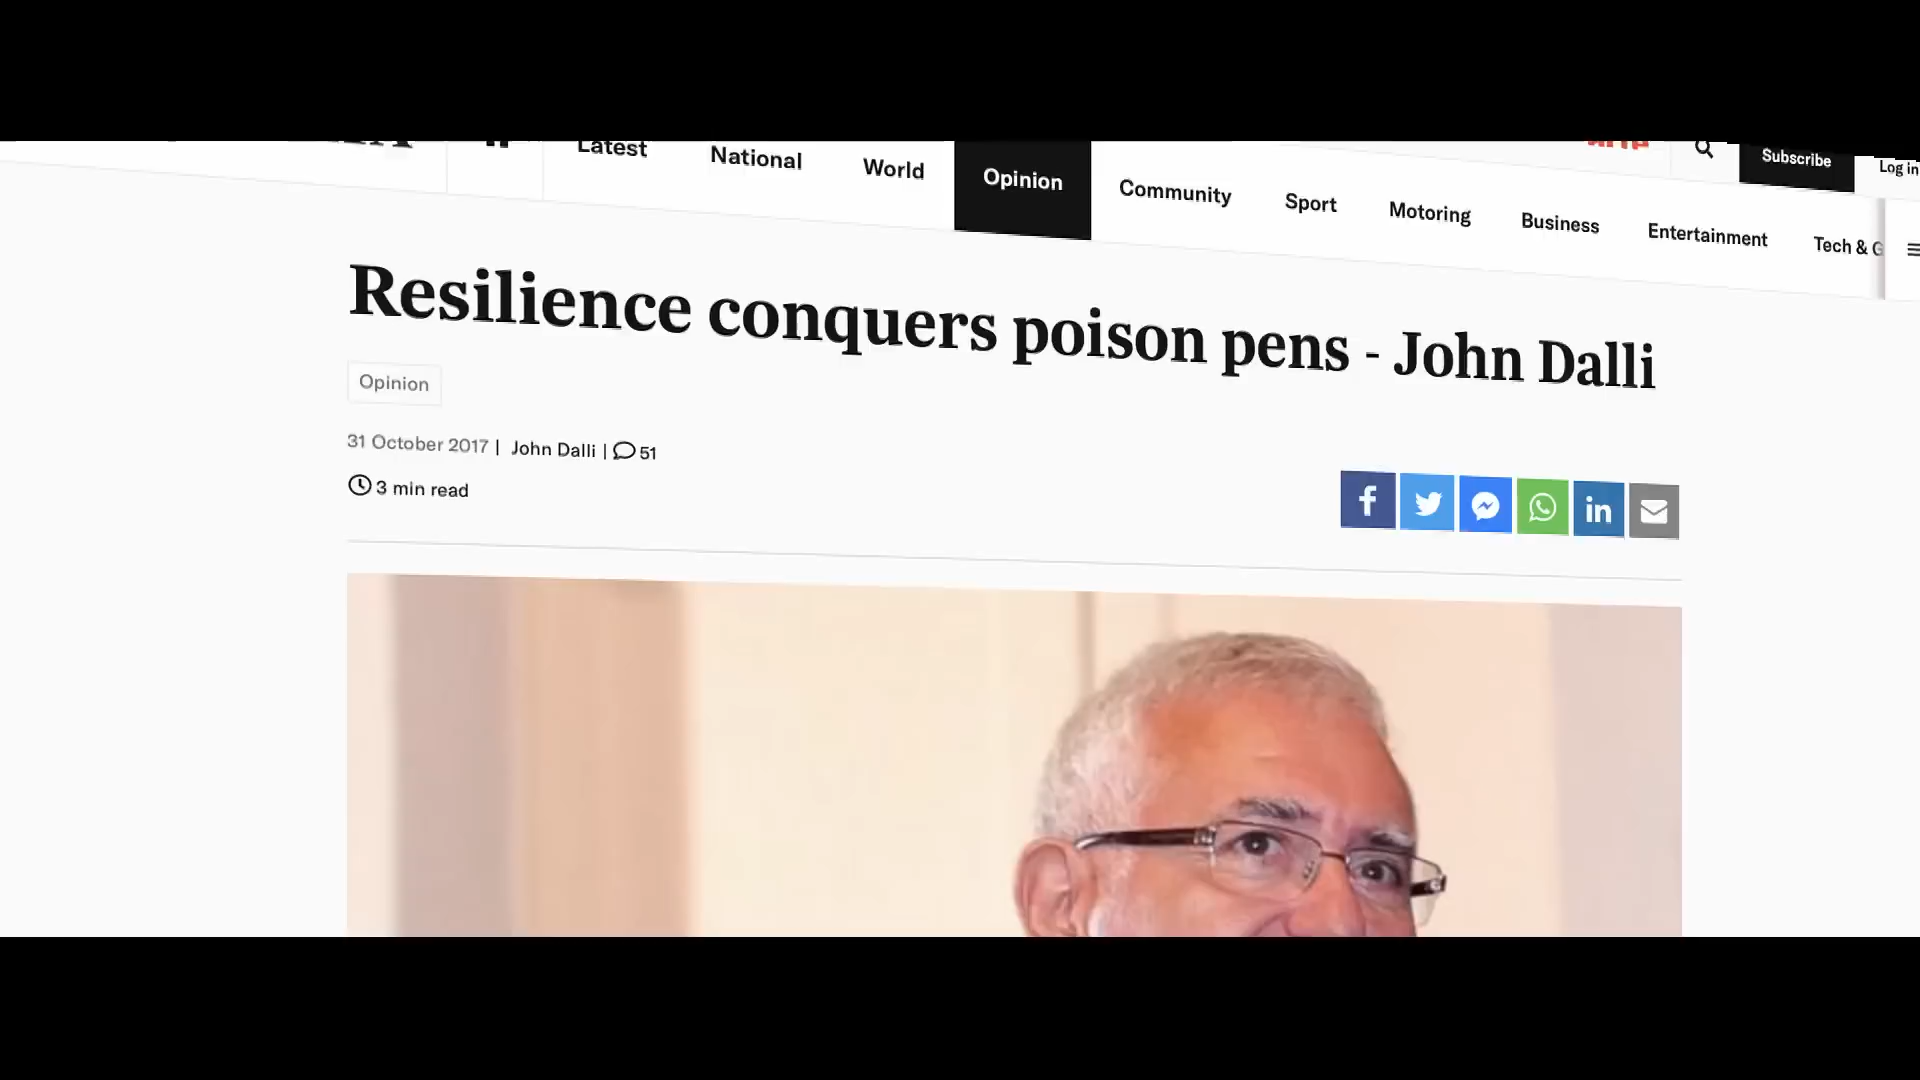 Latest National World Opinion Community Sport Motoring Business Entertainment Tech &
Subscribe
Log in
Resilience conquers poison pens - John Dalli
Opinion
31 October 2017 | John Dalli | 51
3 min read